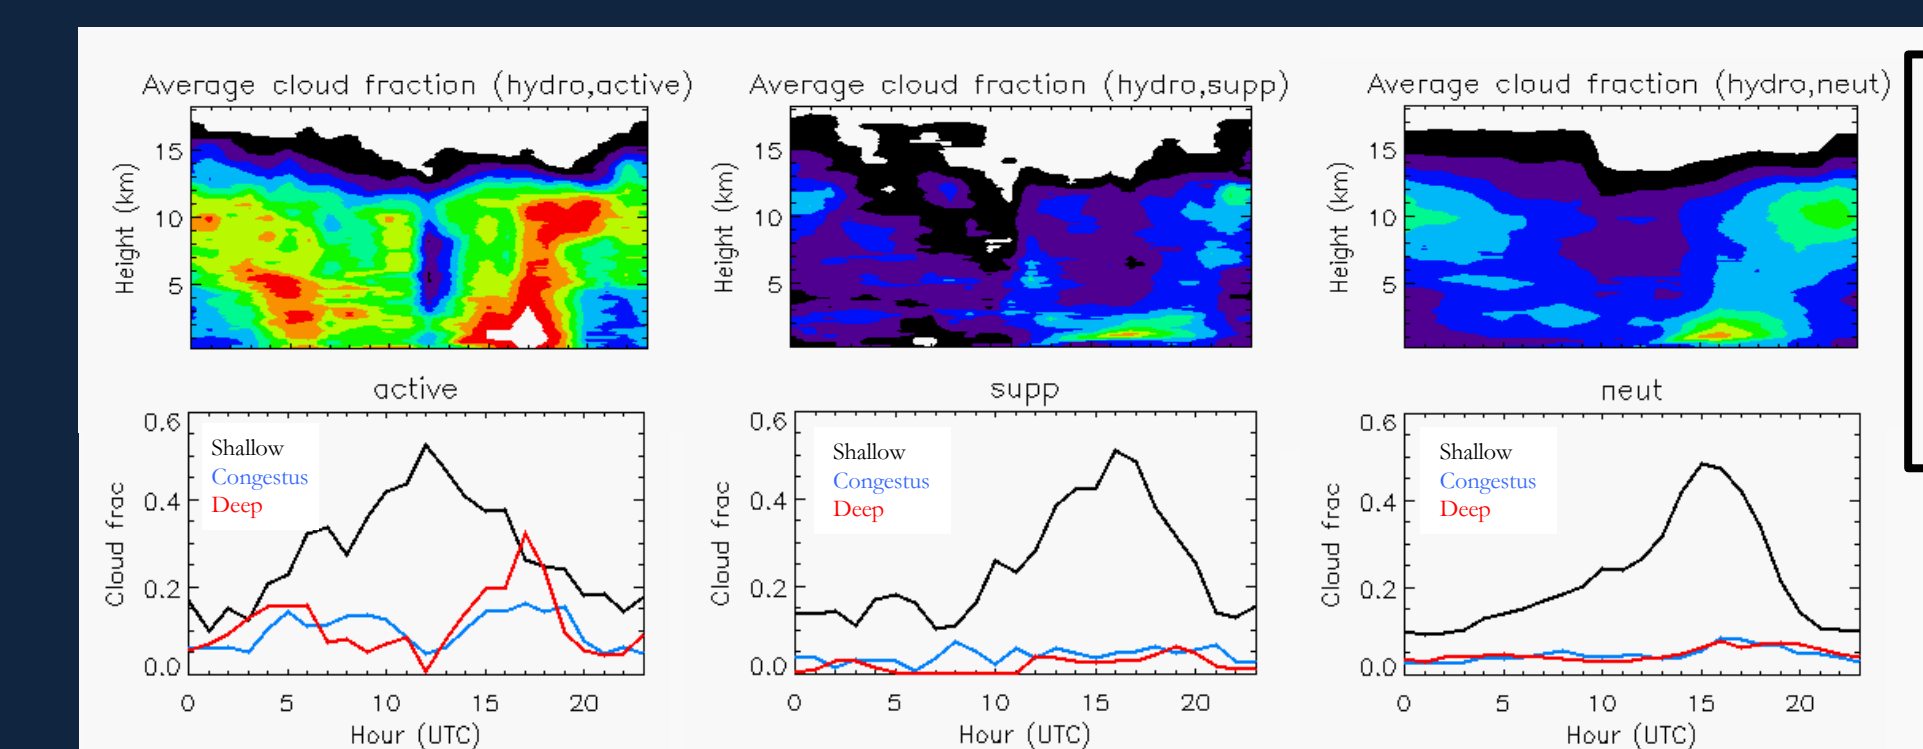 Average cloud fraction (hydro,active)
15
10
5
Height (km)
Average cloud fraction (hydro,supp)
15
10
5
Height (km)
Average cloud fraction (hydro,neut)
15
10
5
Height (km)
active
0.6
0.4
0.2
0.0
Cloud frac
Shallow
Congestus
Deep
0 5 10 15 20
Hour (UTC)
supp
0.6
0.4
0.2
0.0
Cloud frac
Shallow
Congestus
Deep
0 5 10 15 20
Hour (UTC)
neut
0.6
0.4
0.2
0.0
Cloud frac
Shallow
Congestus
Deep
0 5 10 15 20
Hour (UTC)